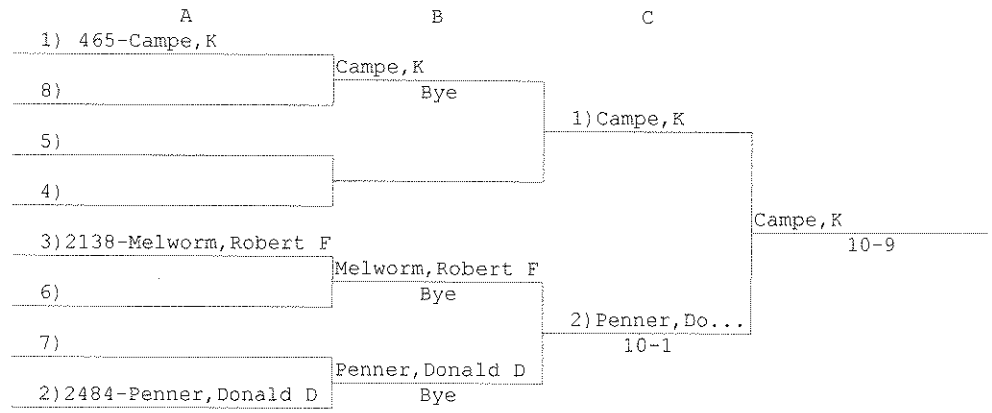 A B C
1) 465-Campe,K
Campe,K
8) Bye
1)Campe,K
5)
4)
Campe,K
3)2138-Melworm,Robert F
10-9
Melworm,Robert F
6) Bye
2)Penner,Do...
10-1
7)
Penner,Donald D
2)2484-Penner,Donald D Bye